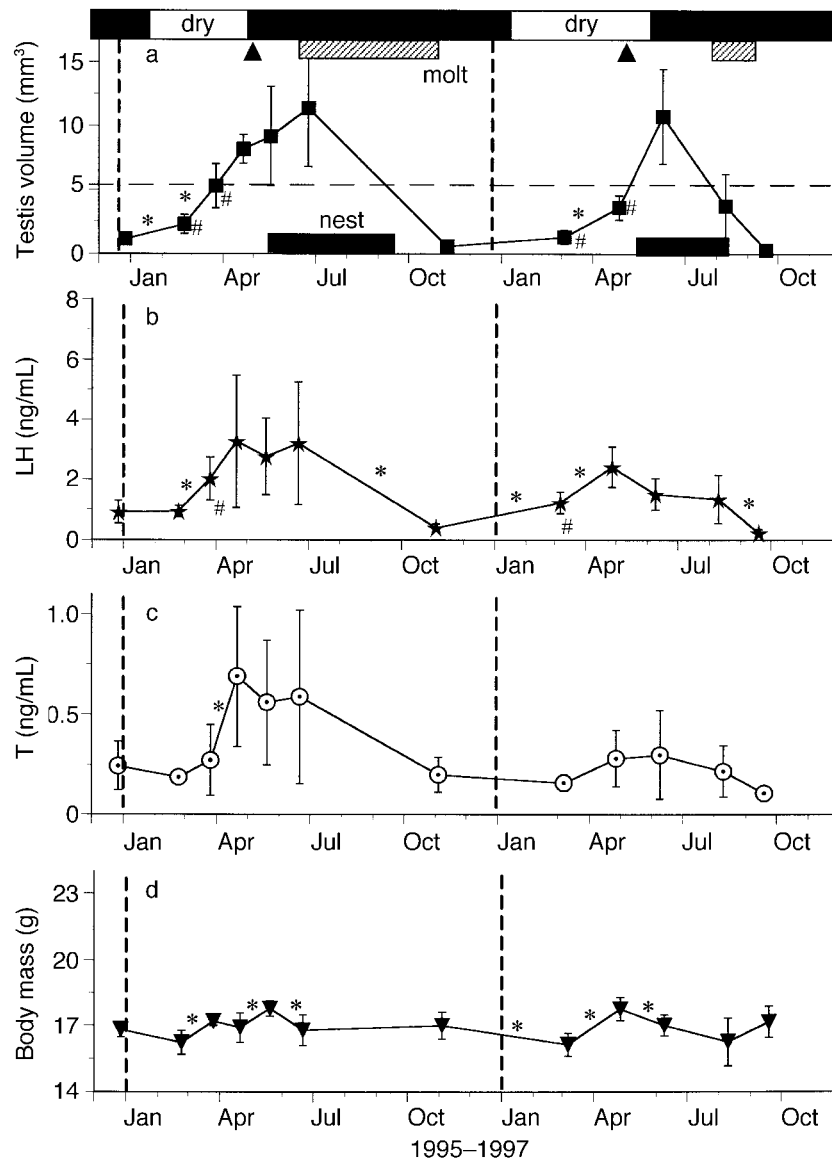 dry dry
a molt
Testis volume (mm³)
15
10
5
0
* * # # * # #
nest
Jan Apr Jul Oct Jan Apr Jul Oct
b
LH (ng/mL)
8
6
4
2
0
* # * * * # *
Jan Apr Jul Oct Jan Apr Jul Oct
c
T (ng/mL)
1.0
0.5
0
*
Jan Apr Jul Oct Jan Apr Jul Oct
d
Body mass (g)
23
20
17
14
* * * * * *
Jan Apr Jul Oct Jan Apr Jul Oct
1995–1997